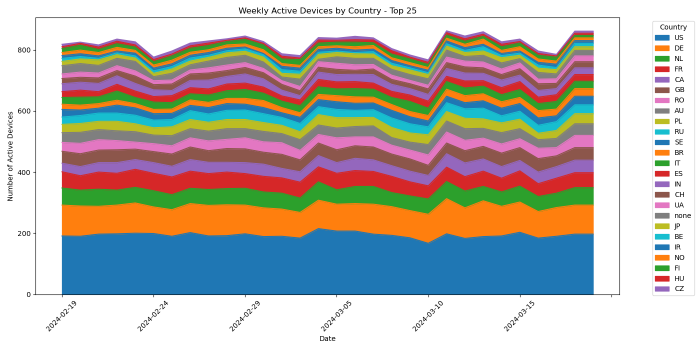 Weekly Active Devices by Country - Top 25
Number of Active Devices
800
600
400
200
0
2024-02-19
2024-02-24
2024-02-29
2024-03-05
2024-03-10
2024-03-15
Date
Country
US
DE
NL
FR
CA
GB
RO
AU
PL
RU
SE
BR
IT
ES
IN
CH
UA
none
JP
BE
IR
NO
FI
HU
CZ